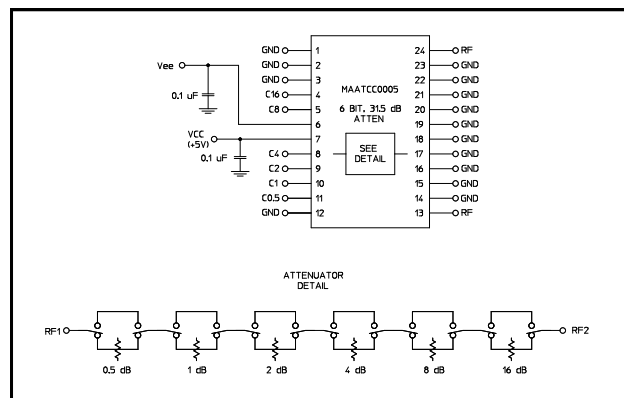 GND 1 24 RF
GND 2 23 GND
Vee GND 3 MAATCC0005 22 GND
0.1 uF C16 4 21 GND
C8 5 6 BIT, 31.5 dB 20 GND
6 ATTEN 19 GND
VCC (+5V) 7 18 GND
0.1 uF C4 8 SEE DETAIL 17 GND
C2 9 16 GND
C1 10 15 GND
C0.5 11 14 GND
GND 12 13 RF
ATTENUATOR
DETAIL
RF1 RF2
0.5 dB 1 dB 2 dB 4 dB 8 dB 16 dB